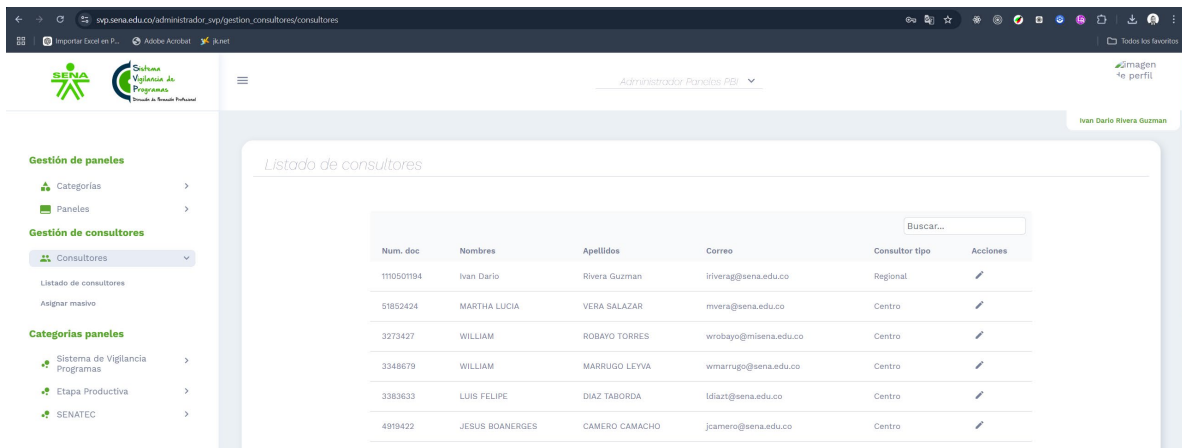 svp.sena.edu.co/administrador_svp/gestion_consultores/consultores
Importar Excel en P... Adobe Acrobat jk.net Todos los favoritos
SENA
Sistema
Vigilancia de
Programas
Dirección de Formación Profesional
Administrador Paneles PBI
imagen
de perfil
Ivan Dario Rivera Guzman
Gestión de paneles
Categorías
Paneles
Gestión de consultores
Consultores
Listado de consultores
Asignar masivo
Categorías paneles
Sistema de Vigilancia
Programas
Etapa Productiva
SENATEC
Listado de consultores
Buscar...
Num. doc Nombres Apellidos Correo Consultor tipo Acciones
1110501194 Ivan Dario Rivera Guzman iriverag@sena.edu.co Regional
51852424 MARTHA LUCIA VERA SALAZAR mvera@sena.edu.co Centro
3273427 WILLIAM ROBAYO TORRES wrobayo@misena.edu.co Centro
3348679 WILLIAM MARRUGO LEYVA wmarrugo@sena.edu.co Centro
3383633 LUIS FELIPE DIAZ TABORDA ldiazt@sena.edu.co Centro
4919422 JESUS BOANERGES CAMERO CAMACHO jcamero@sena.edu.co Centro